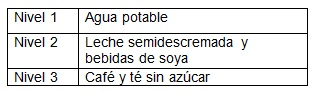 Nivel 1 Agua potable
Nivel 2 Leche semidescremada y
bebidas de soya
Nivel 3 Café y té sin azúcar